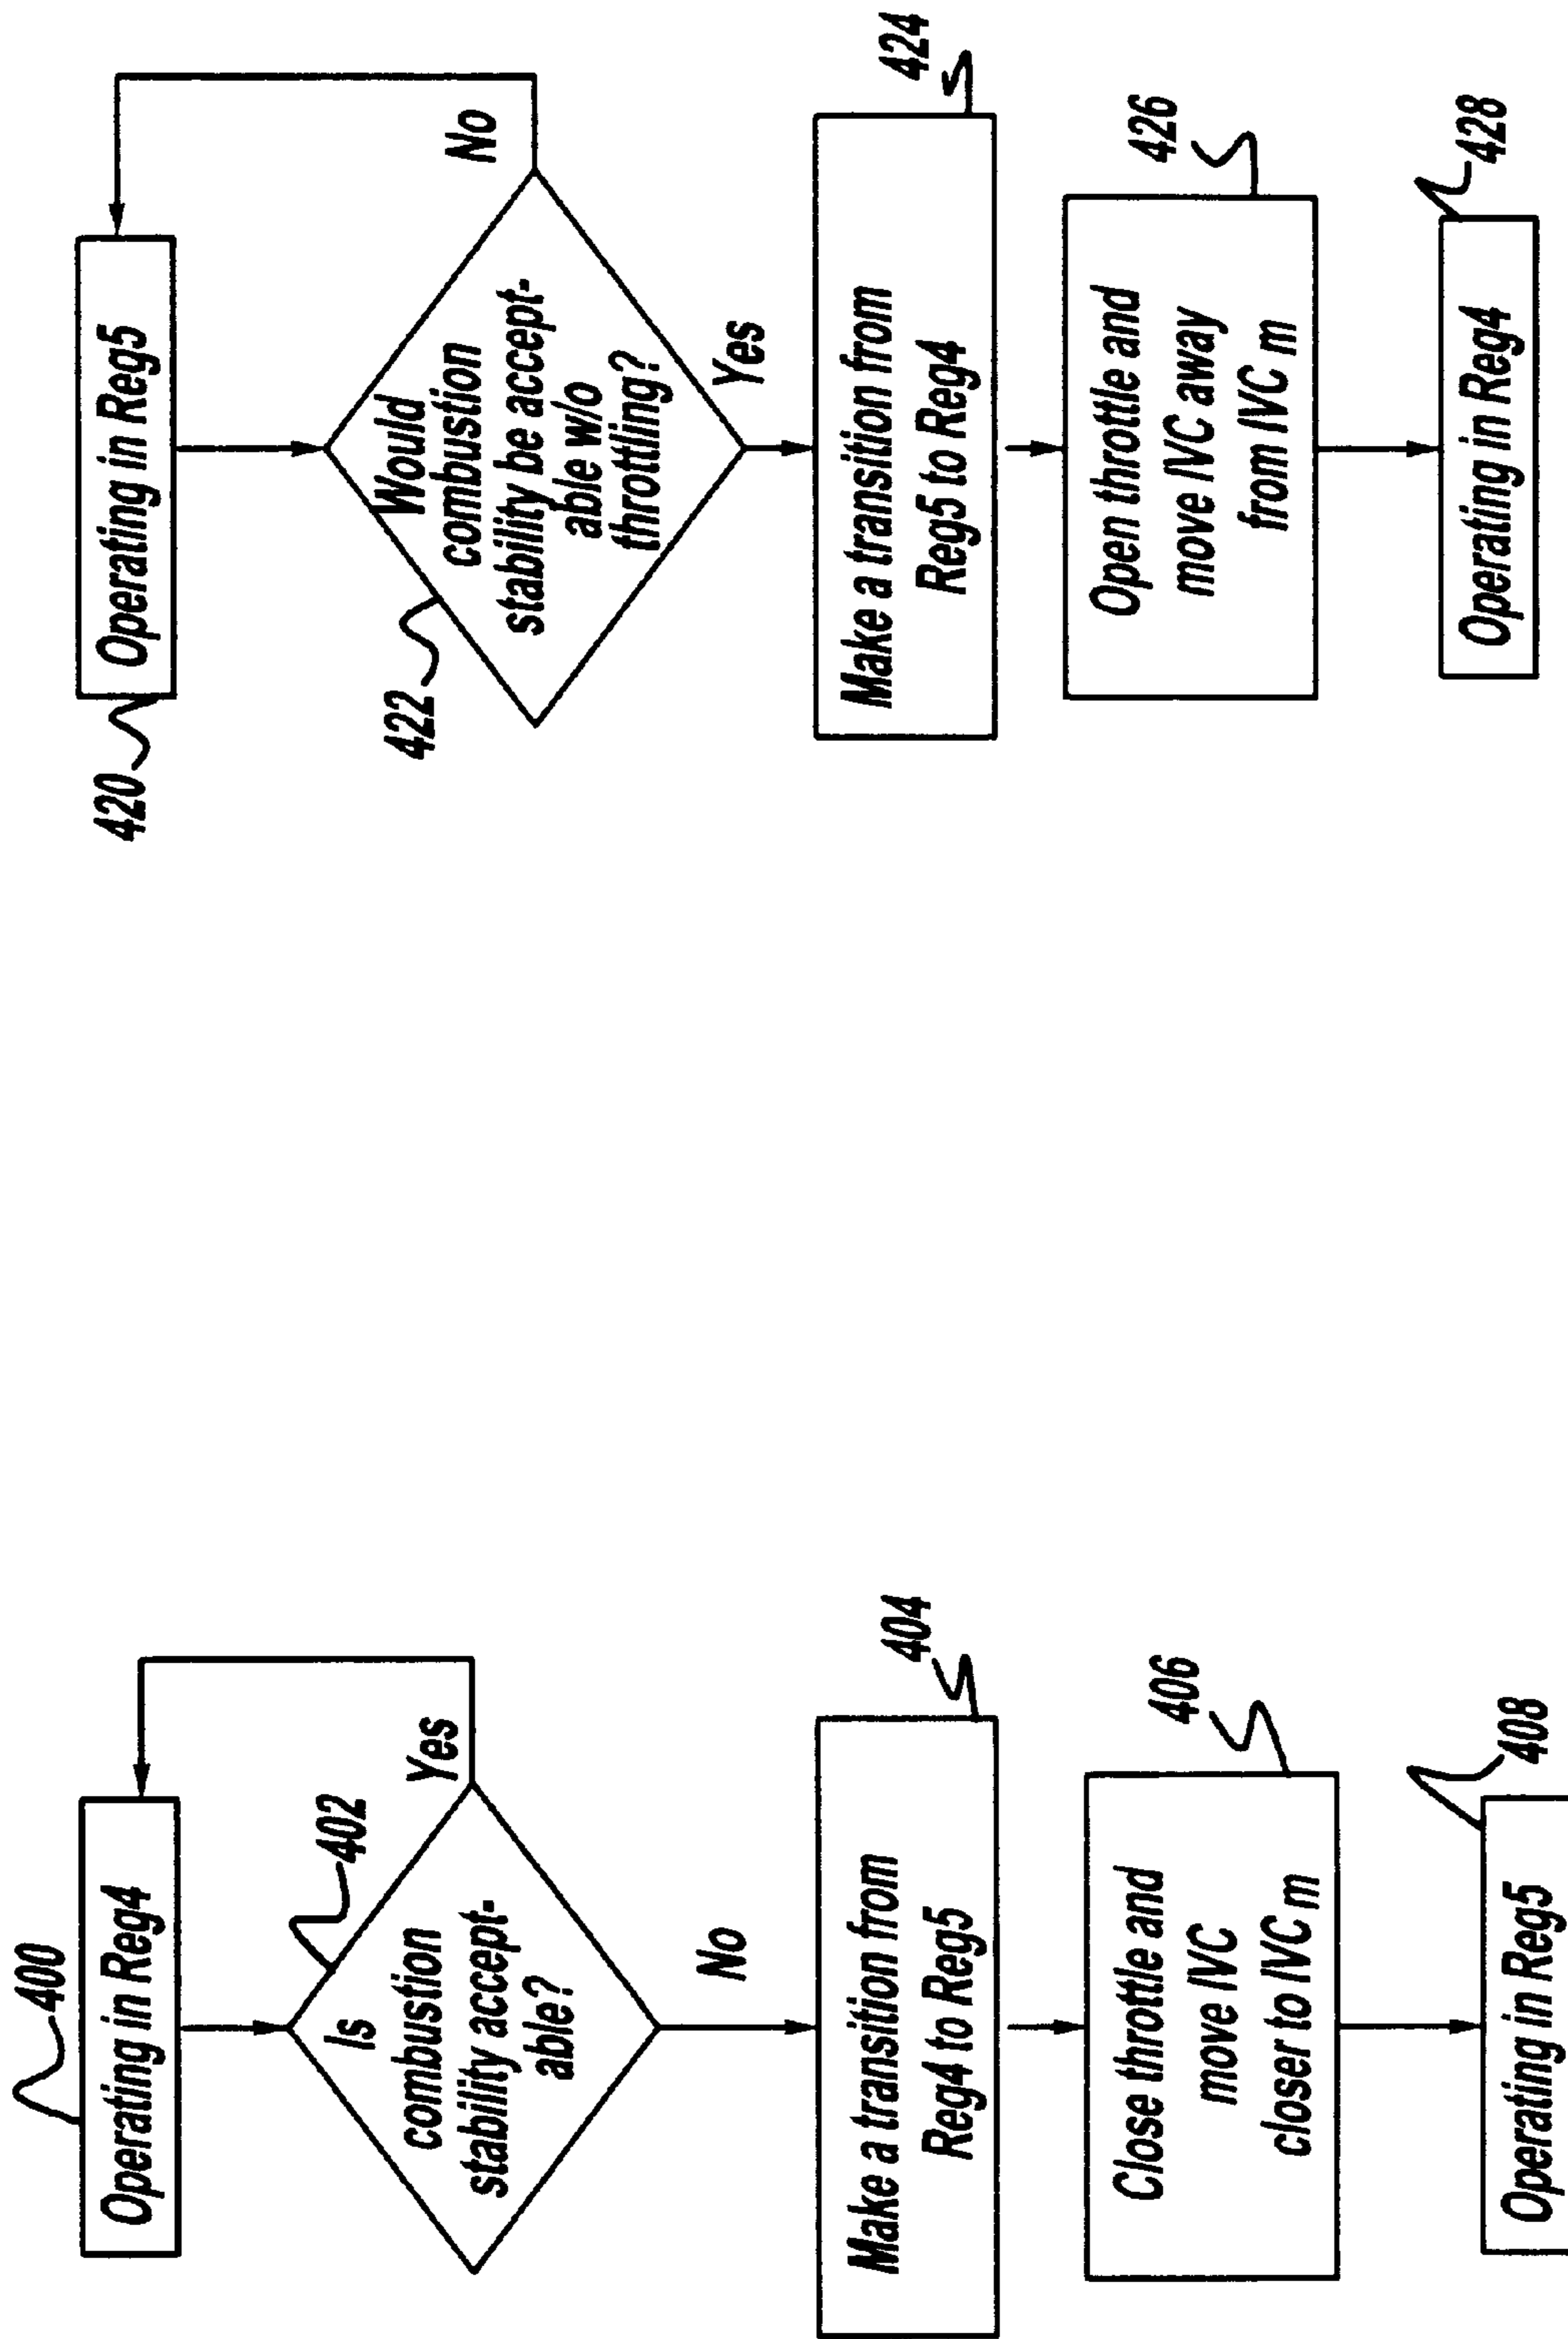 400
Operating in Reg4
402
Is
combustion
stability accept-
able?
Yes
No
404
Make a transition from
Reg4 to Reg5
406
Close throttle and
move IVC
closer to IVC m
408
Operating in Reg5
420
Operating in Reg5
422
Would
combustion
stability be accept-
able w/o
throttling?
No
Yes
424
Make a transition from
Reg5 to Reg4
426
Open throttle and
move IVC away
from IVC m
428
Operating in Reg4